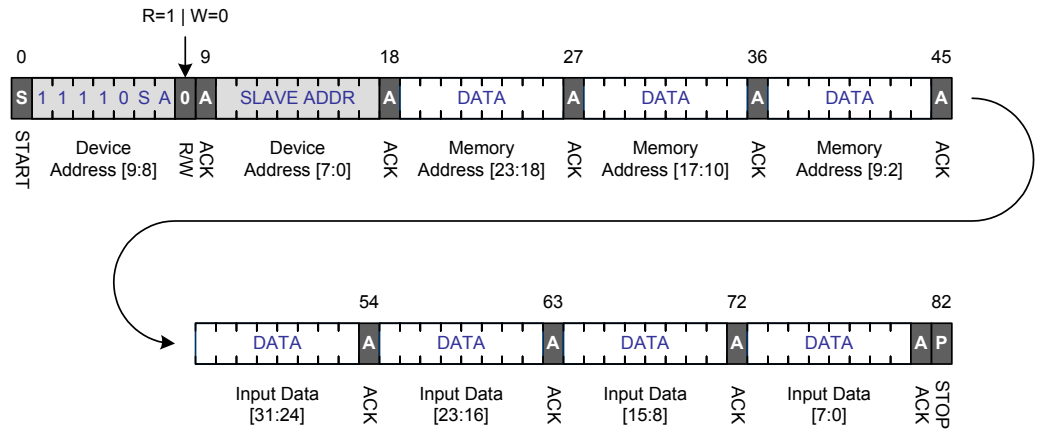 R=1 | W=0
0 9 18 27 36 45
S 1 1 1 1 0 S A 0 A SLAVE ADDR A DATA A DATA A DATA A
START Device Address [9:8] R/W ACK Device Address [7:0] ACK Memory Address [23:18] ACK Memory Address [17:10] ACK Memory Address [9:2] ACK
54 63 72 82
DATA A DATA A DATA A DATA A P
Input Data [31:24] ACK Input Data [23:16] ACK Input Data [15:8] ACK Input Data [7:0] ACK STOP